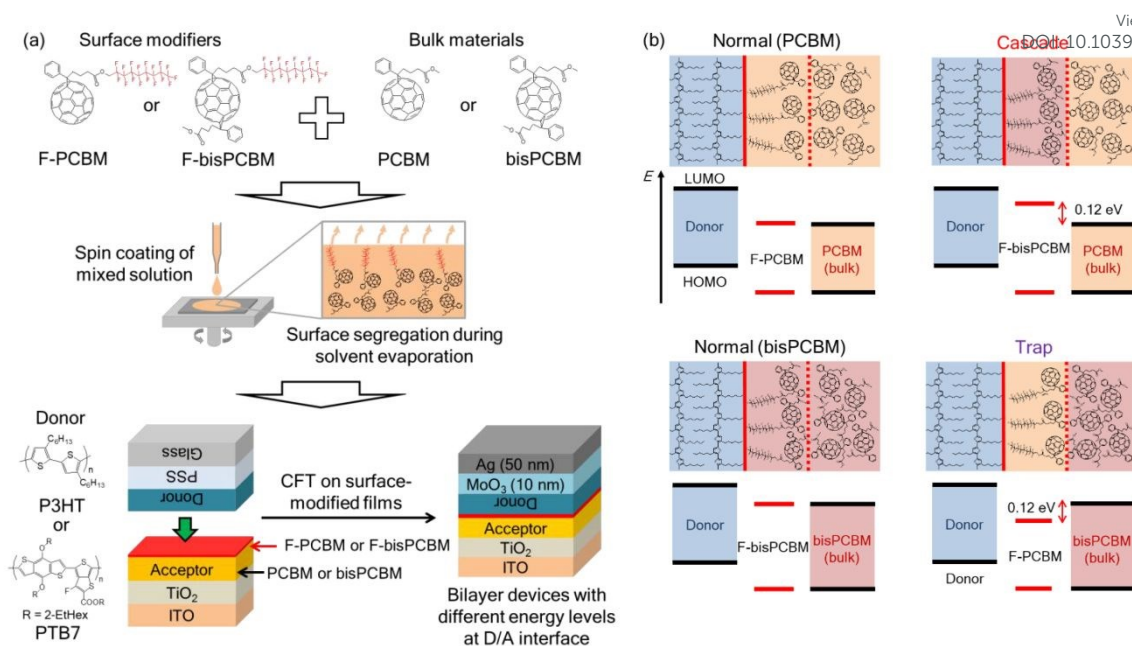 (a)
Surface modifiers
Bulk materials
or
or
F-PCBM
F-bisPCBM
PCBM
bisPCBM
Spin coating of
mixed solution
Surface segregation during
solvent evaporation
Donor
C₆H₁₃
S
S
n
C₆H₁₃
P3HT
or
R
O
S
S
S
S
n
O
R
F
COOR
R = 2-EtHex
PTB7
Glass
PSS
Donor
Acceptor
TiO₂
ITO
CFT on surface-
modified films
F-PCBM or F-bisPCBM
PCBM or bisPCBM
Ag (50 nm)
MoO₃ (10 nm)
Donor
Acceptor
TiO₂
ITO
Bilayer devices with
different energy levels
at D/A interface
(b)
Normal (PCBM)
E
LUMO
Donor
HOMO
F-PCBM
PCBM
(bulk)
Vie
Cascade
10.1039
Donor
F-bisPCBM
0.12 eV
PCBM
(bulk)
Normal (bisPCBM)
Donor
F-bisPCBM
bisPCBM
(bulk)
Trap
Donor
0.12 eV
F-PCBM
bisPCBM
(bulk)